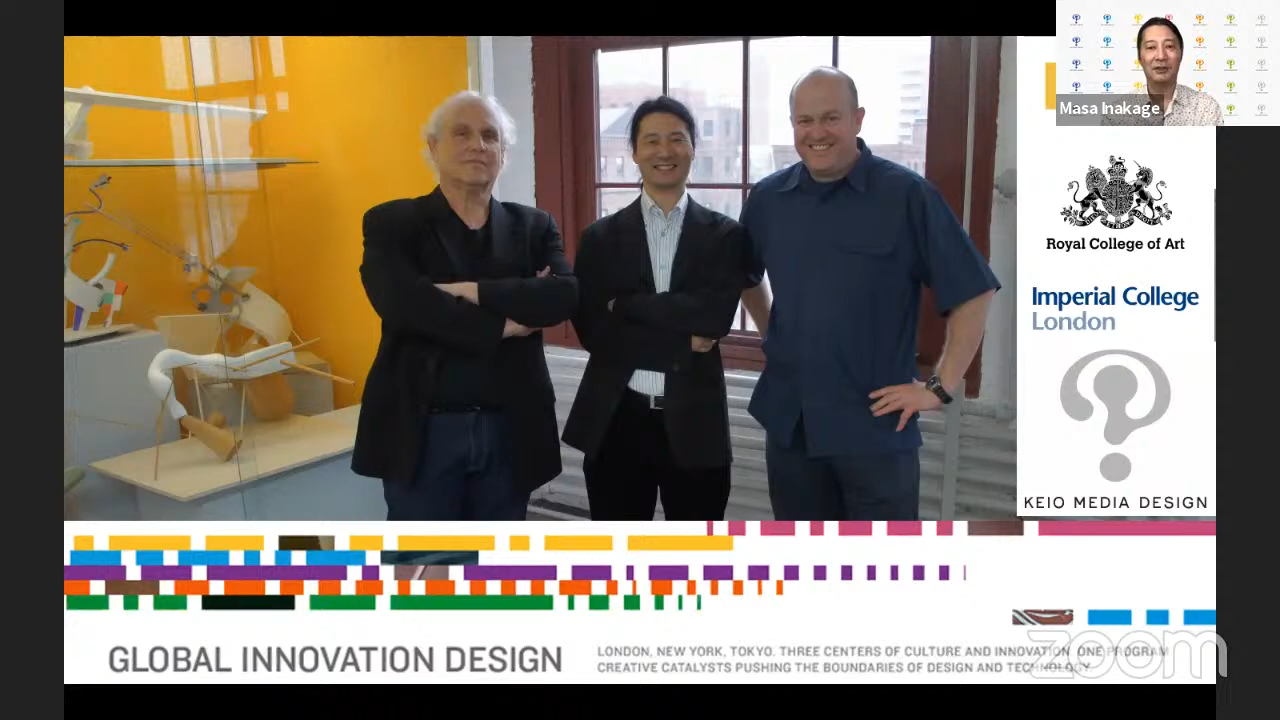 Masa Inakage
Royal College of Art
Imperial College
London
KEIO MEDIA DESIGN
GLOBAL INNOVATION DESIGN
LONDON, NEW YORK, TOKYO. THREE CENTERS OF CULTURE AND INNOVATION. ONE PROGRAM
CREATIVE CATALYSTS PUSHING THE BOUNDARIES OF DESIGN AND TECHNOLOGY.
zoom